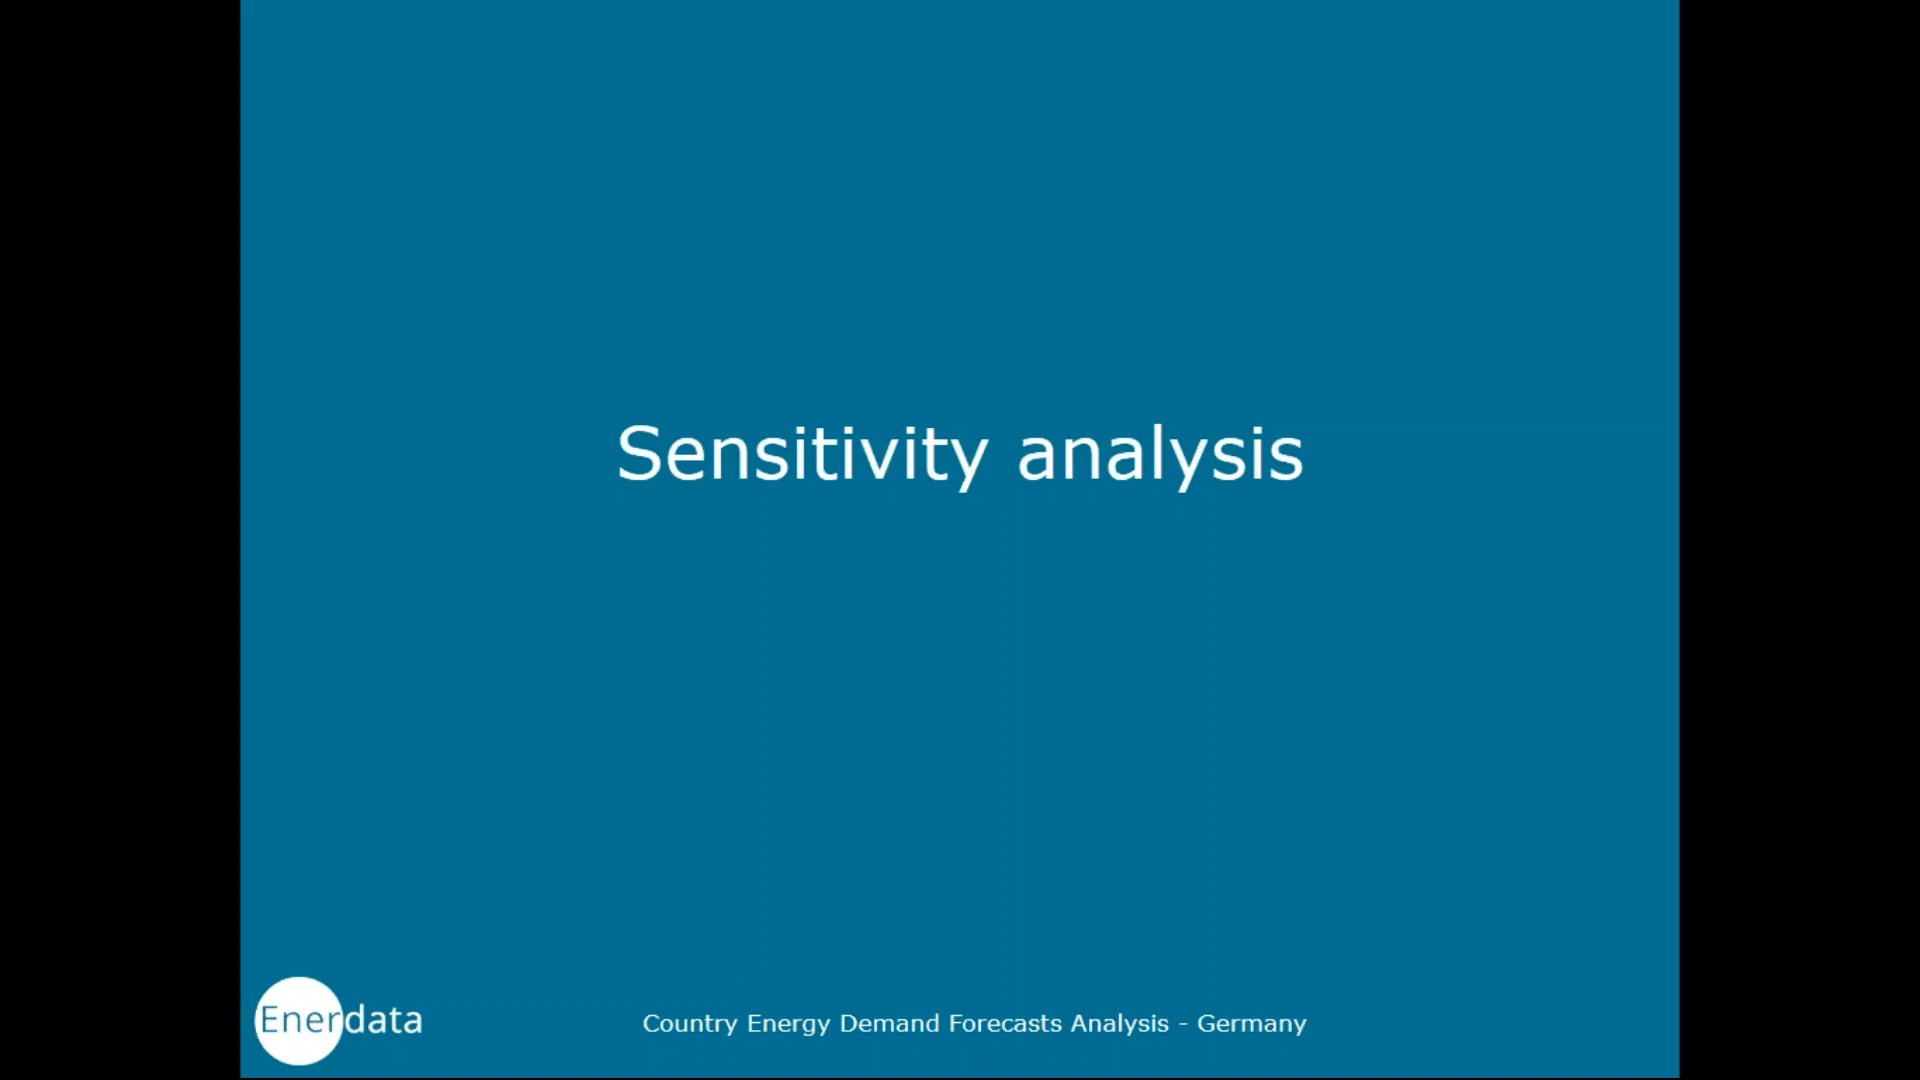 Sensitivity analysis
Enerdata
Country Energy Demand Forecasts Analysis - Germany